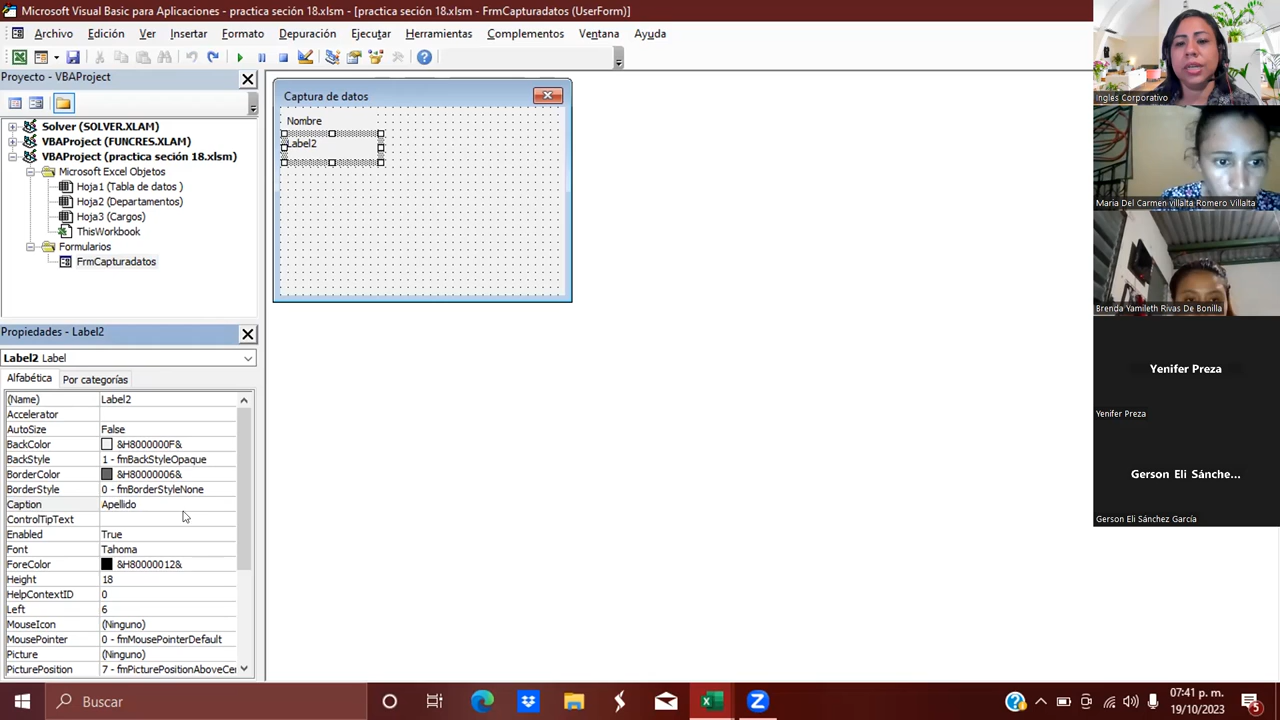 Microsoft Visual Basic para Aplicaciones - practica seción 18.xlsm - [practica seción 18.xlsm - FrmCapturadatos (UserForm)]
Archivo Edición Ver Insertar Formato Depuración Ejecutar Herramientas Complementos Ventana Ayuda
Proyecto - VBAProject
Solver (SOLVER.XLAM)
VBAProject (FUNCRES.XLAM)
VBAProject (practica seción 18.xlsm)
Microsoft Excel Objetos
Hoja1 (Tabla de datos )
Hoja2 (Departamentos)
Hoja3 (Cargos)
ThisWorkbook
Formularios
FrmCapturadatos
Propiedades - Label2
Label2 Label
Alfabética Por categorías
(Name) Label2
Accelerator
AutoSize False
BackColor &H8000000F&
BackStyle 1 - fmBackStyleOpaque
BorderColor &H80000006&
BorderStyle 0 - fmBorderStyleNone
Caption Apellido
ControlTipText
Enabled True
Font Tahoma
ForeColor &H80000012&
Height 18
HelpContextID 0
Left 6
MouseIcon (Ninguno)
MousePointer 0 - fmMousePointerDefault
Picture (Ninguno)
PicturePosition 7 - fmPicturePositionAboveCer
Captura de datos
Nombre
Label2
Ingles Corporativo
Maria Del Carmen villalta Romero Villalta
Brenda Yamileth Rivas De Bonilla
Yenifer Preza
Yenifer Preza
Gerson Eli Sánche...
Gerson Eli Sánchez García
Buscar
07:41 p. m.
19/10/2023
5